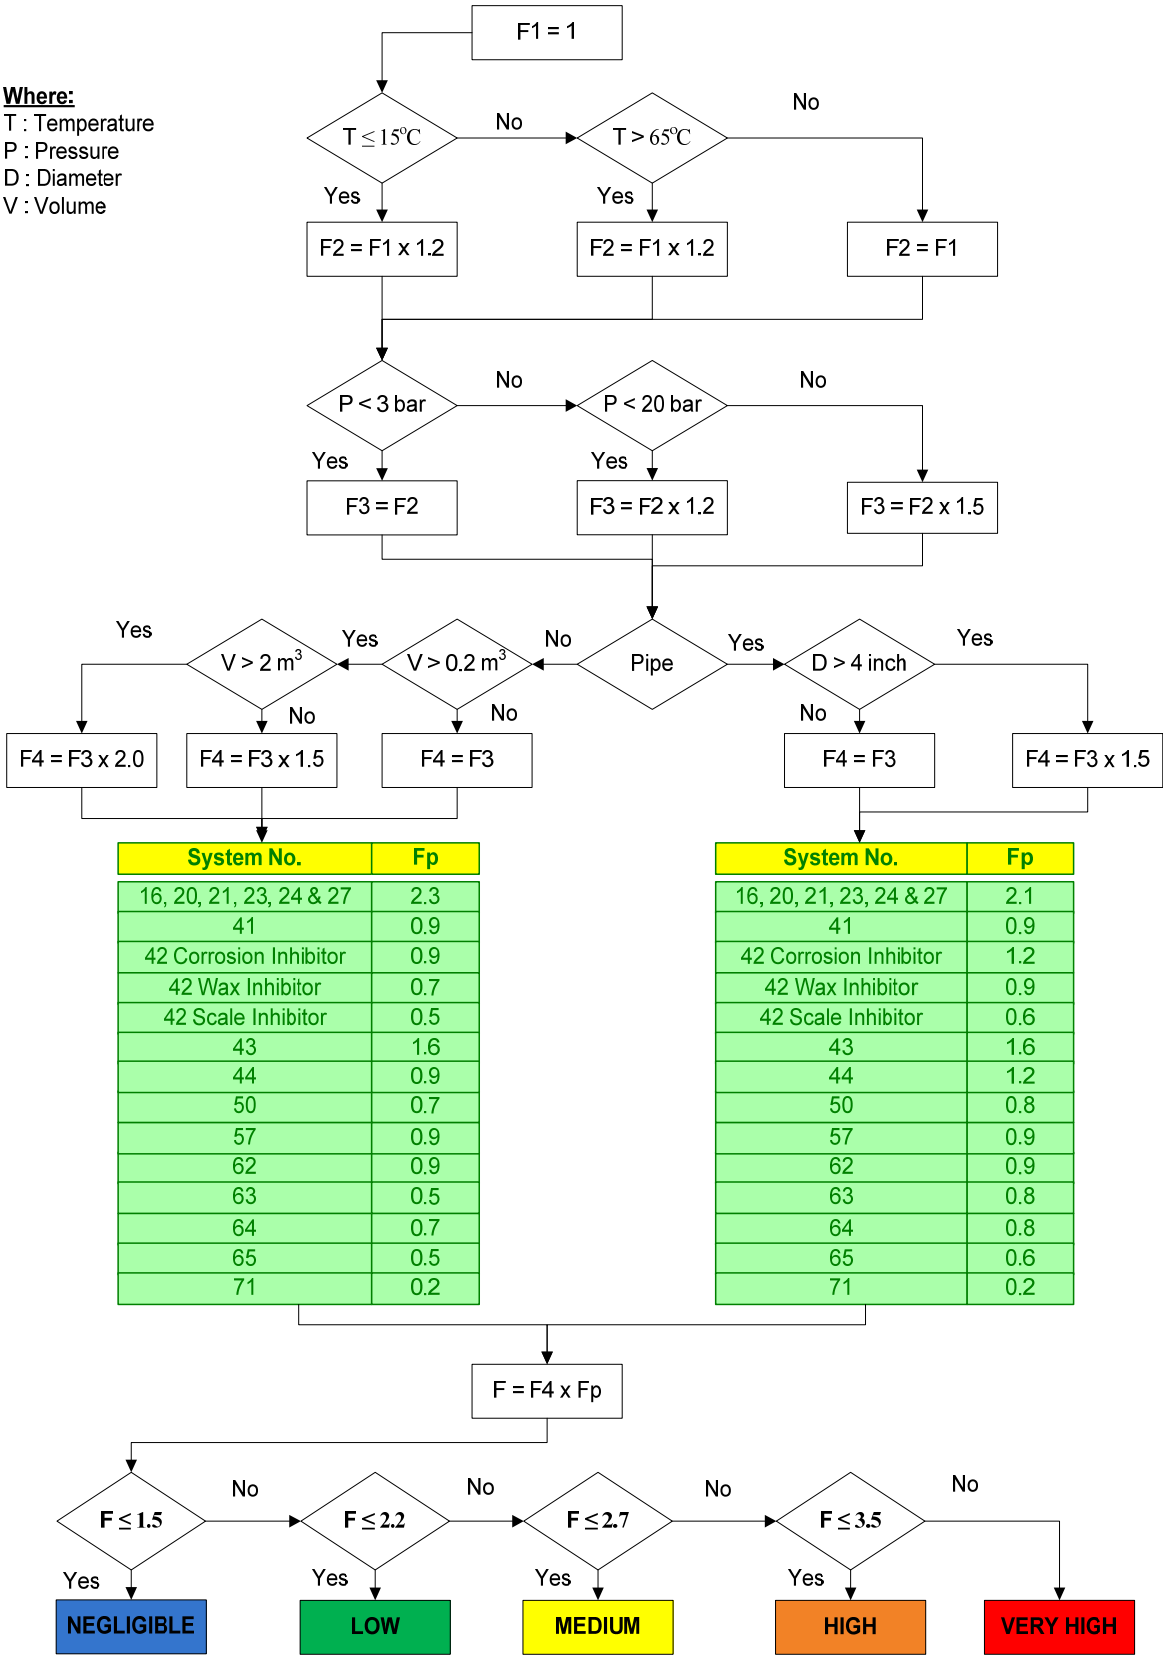 F1 = 1
Where:
T : Temperature
P : Pressure
D : Diameter
V : Volume
T ≤ 15°C
No
T > 65°C
No
Yes
Yes
F2 = F1 x 1.2
F2 = F1 x 1.2
F2 = F1
P < 3 bar
No
P < 20 bar
No
Yes
Yes
F3 = F2
F3 = F2 x 1.2
F3 = F2 x 1.5
Yes
V > 2 m³
Yes
V > 0.2 m³
No
Pipe
Yes
D > 4 inch
Yes
No
No
No
F4 = F3 x 2.0
F4 = F3 x 1.5
F4 = F3
F4 = F3
F4 = F3 x 1.5
System No. Fp
16, 20, 21, 23, 24 & 27 2.3
41 0.9
42 Corrosion Inhibitor 0.9
42 Wax Inhibitor 0.7
42 Scale Inhibitor 0.5
43 1.6
44 0.9
50 0.7
57 0.9
62 0.9
63 0.5
64 0.7
65 0.5
71 0.2
System No. Fp
16, 20, 21, 23, 24 & 27 2.1
41 0.9
42 Corrosion Inhibitor 1.2
42 Wax Inhibitor 0.9
42 Scale Inhibitor 0.6
43 1.6
44 1.2
50 0.8
57 0.9
62 0.9
63 0.8
64 0.8
65 0.6
71 0.2
F = F4 x Fp
F ≤ 1.5
No
F ≤ 2.2
No
F ≤ 2.7
No
F ≤ 3.5
No
Yes
Yes
Yes
Yes
NEGLIGIBLE
LOW
MEDIUM
HIGH
VERY HIGH